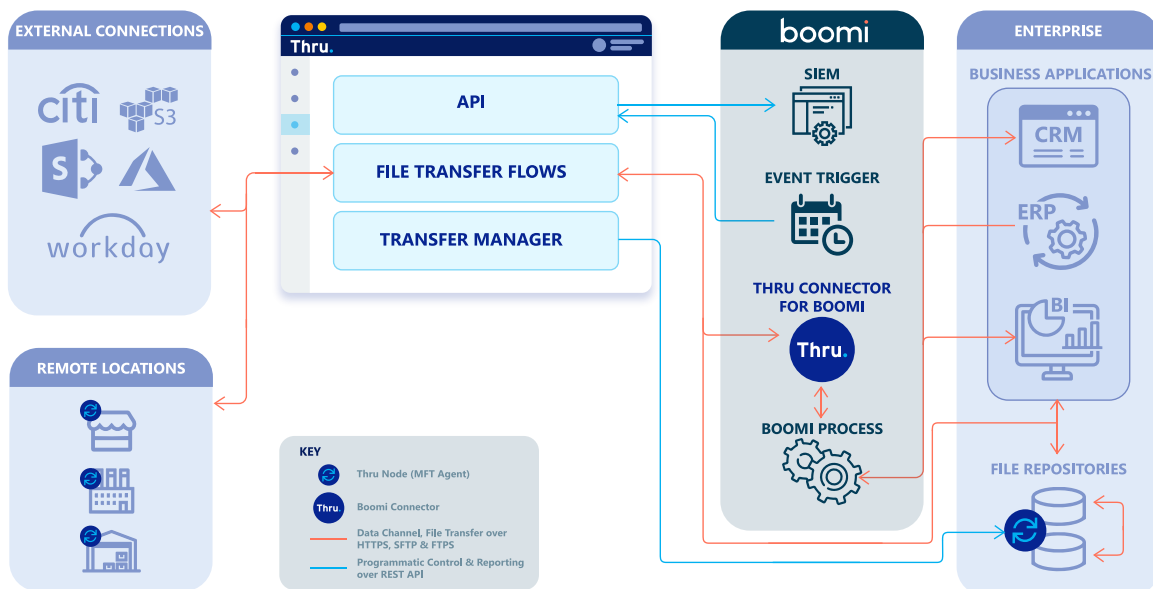 EXTERNAL CONNECTIONS
citi
S3
S
workday
REMOTE LOCATIONS
Thru.
API
FILE TRANSFER FLOWS
TRANSFER MANAGER
KEY
Thru Node (MFT Agent)
Thru.
Boomi Connector
Data Channel, File Transfer over
HTTPS, SFTP & FTPS
Programmatic Control & Reporting
over REST API
boomi
SIEM
EVENT TRIGGER
THRU CONNECTOR
FOR BOOMI
Thru.
BOOMI PROCESS
ENTERPRISE
BUSINESS APPLICATIONS
CRM
ERP
BI
FILE REPOSITORIES